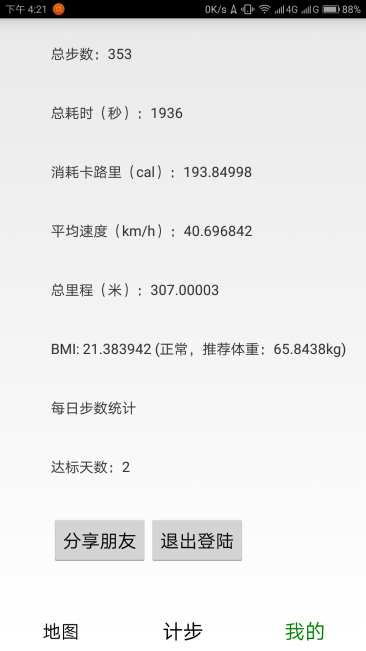 下午 4:21 0K/s 4G G 88%
总步数：353
总耗时（秒）：1936
消耗卡路里（cal）：193.84998
平均速度（km/h）：40.696842
总里程（米）：307.00003
BMI: 21.383942 (正常，推荐体重：65.8438kg)
每日步数统计
达标天数：2
分享朋友 退出登陆
地图 计步 我的